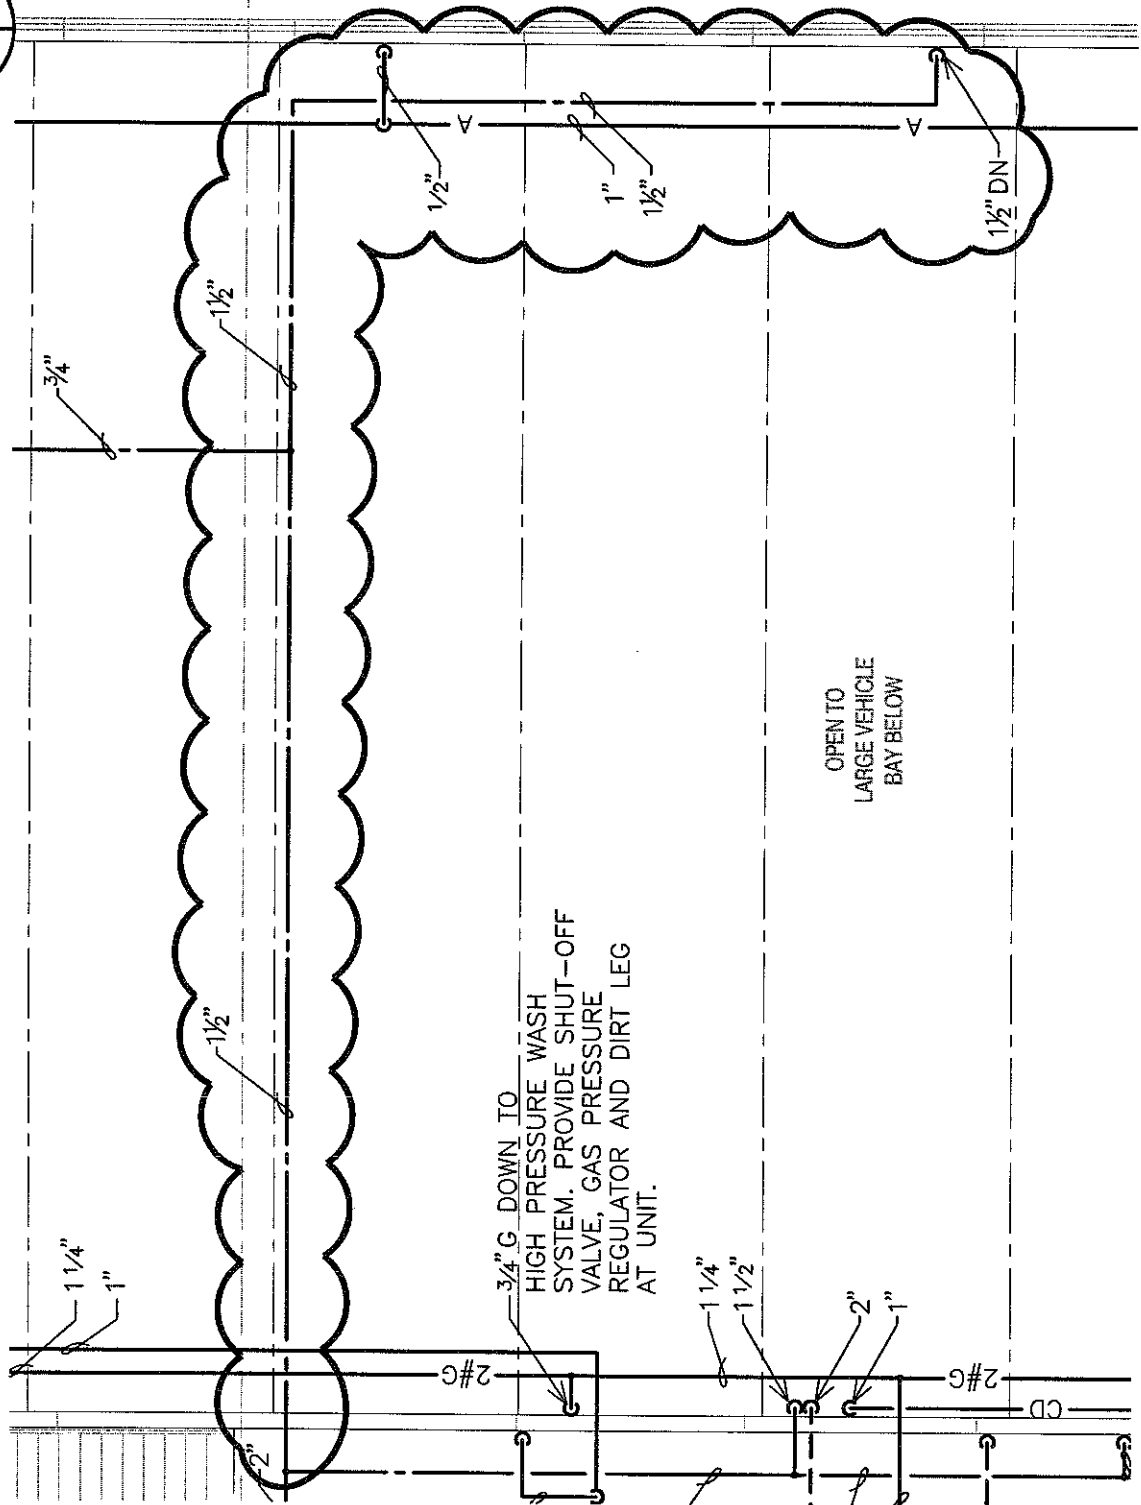 1/2"
1"
1½"
1½" DN
A
A
1½"
3/4"
1½"
OPEN TO
LARGE VEHICLE
BAY BELOW
3/4" G DOWN TO
HIGH PRESSURE WASH
SYSTEM. PROVIDE SHUT-OFF
VALVE, GAS PRESSURE
REGULATOR AND DIRT LEG
AT UNIT.
1 1/4"
1"
1 1/4"
1 1/2"
2"
1"
2#G
2#G
CD
2"